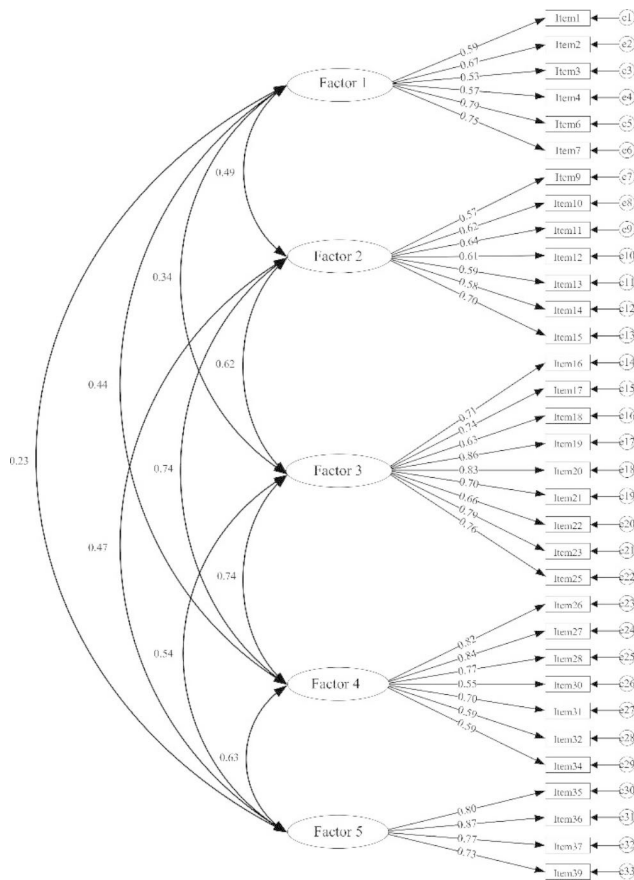 Item1 e1
0.59
Item2 e2
0.67
Item3 e3
0.53
Factor 1
Item4 e4
0.57
Item6 e5
0.79
Item7 e6
0.75
0.49
Item9 e7
0.57
Item10 e8
0.62
Item11 e9
0.64
Factor 2
Item12 e10
0.61
Item13 e11
0.59
Item14 e12
0.58
Item15 e13
0.70
0.34
Item16 e14
0.71
0.62
0.44
Item17 e15
0.74
Item18 e16
0.63
Item19 e17
0.86
0.23
0.74
Factor 3
Item20 e18
0.83
Item21 e19
0.70
Item22 e20
0.66
Item23 e21
0.79
Item25 e22
0.76
0.47
0.74
Item26 e23
0.82
Item27 e24
0.84
0.54
Item28 e25
0.77
Factor 4
Item30 e26
0.55
Item31 e27
0.70
Item32 e28
0.59
Item34 e29
0.59
0.63
Item35 e30
0.80
Item36 e31
0.87
Factor 5
Item37 e32
0.77
Item39 e33
0.73